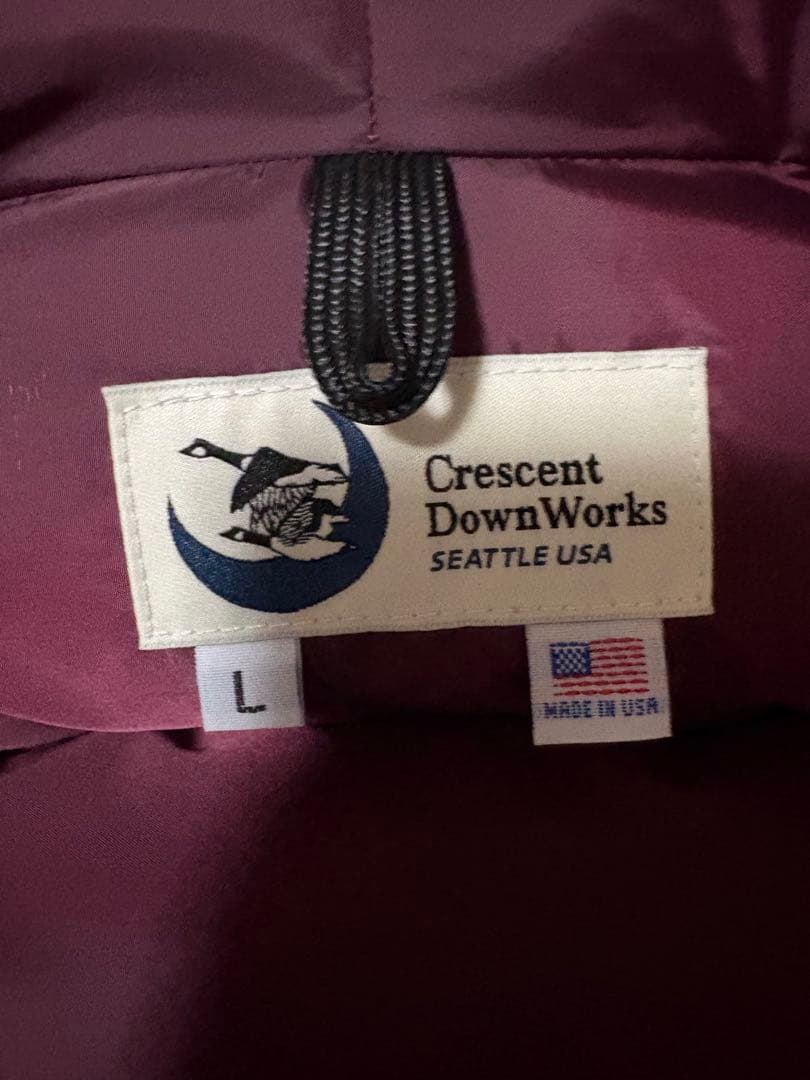 Crescent
DownWorks
SEATTLE USA
L
MADE IN USA